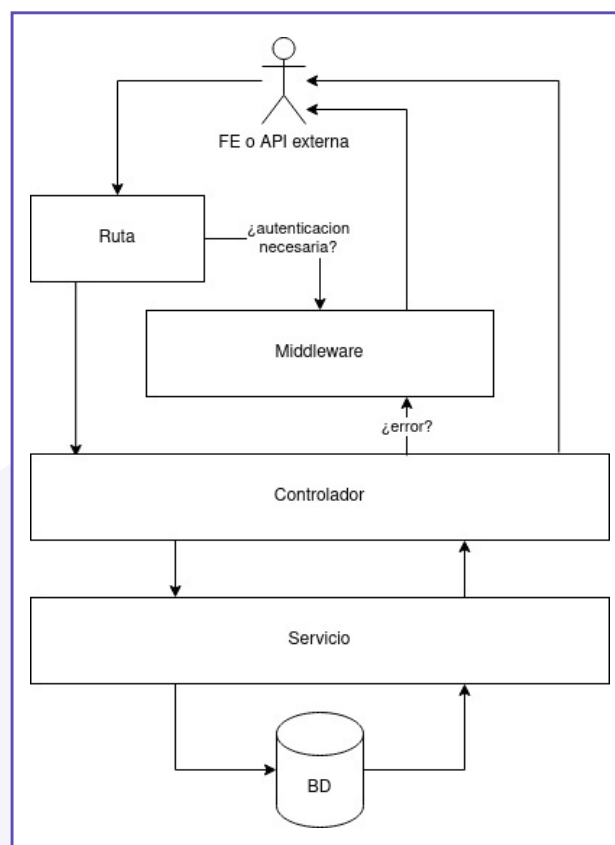 FE o API externa
Ruta
¿autenticacion
necesaria?
Middleware
¿error?
Controlador
Servicio
BD